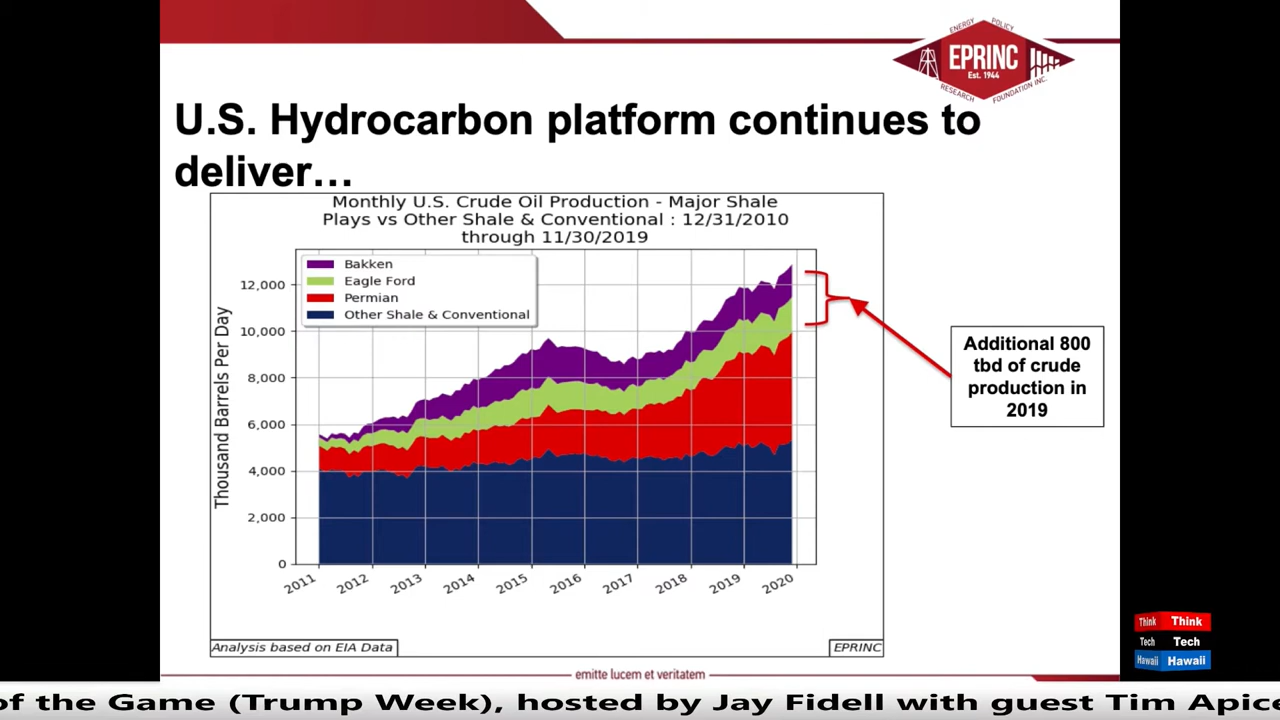 ENERGY POLICY
EPRINC
Est. 1944
RESEARCH FOUNDATION INC.
U.S. Hydrocarbon platform continues to
deliver…
Monthly U.S. Crude Oil Production - Major Shale
Plays vs Other Shale & Conventional : 12/31/2010
through 11/30/2019
Bakken
Eagle Ford
Permian
Other Shale & Conventional
Thousand Barrels Per Day
12,000
10,000
8,000
6,000
4,000
2,000
0
2011 2012 2013 2014 2015 2016 2017 2018 2019 2020
Additional 800
tbd of crude
production in
2019
Analysis based on EIA Data
EPRINC
emitte lucem et veritatem
Think Think
Tech Tech
Hawaii Hawaii
of the Game (Trump Week), hosted by Jay Fidell with guest Tim Apice